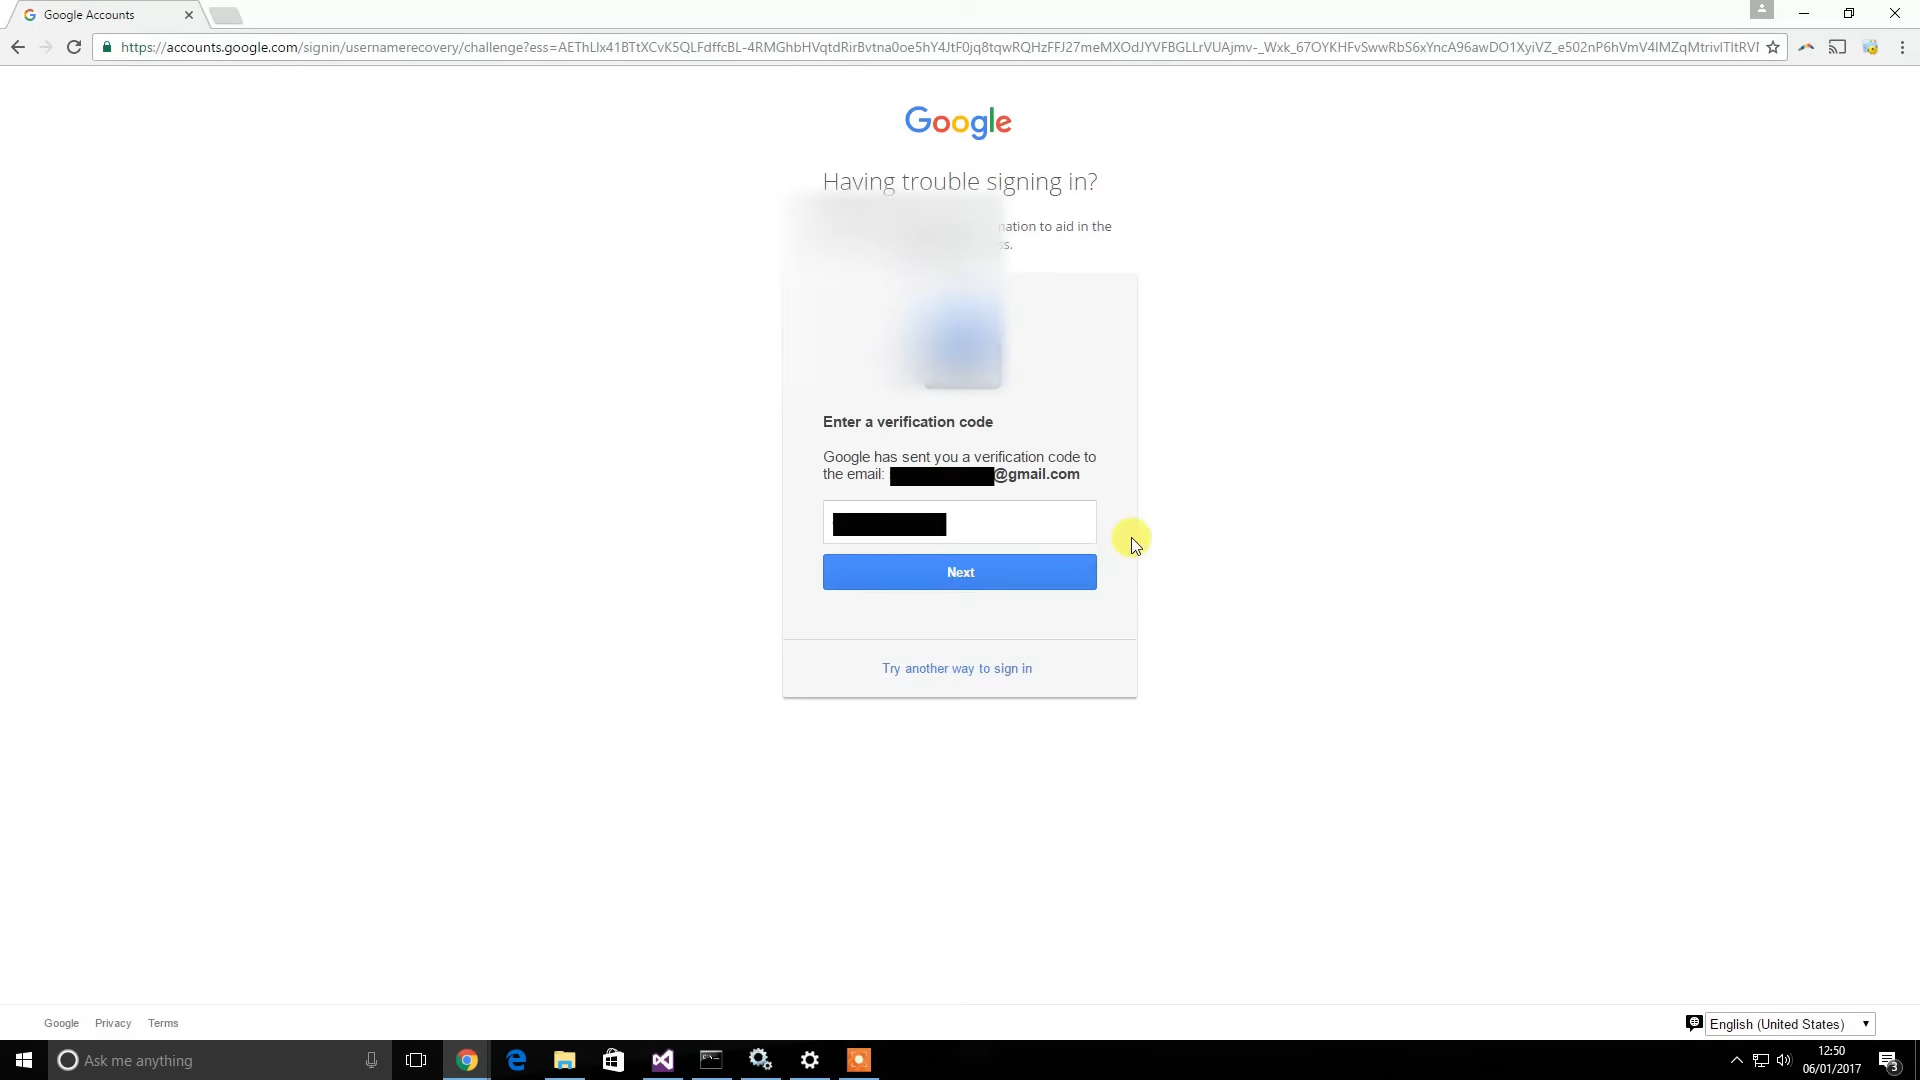 Google Accounts
https://accounts.google.com/signin/usernamerecovery/challenge?ess=AEThLlx41BTtXCvK5QLFdffcBL-4RMGhbHVqtdRirBvtna0oe5hY4JtF0jq8tqwRQHzFFJ27meMXOdJYVFBGLLrVUAjmv-_Wxk_67OYKHFvSwwRbS6xYncA96awDO1XyiVZ_e502nP6hVmV4lMZqMtrivlTltRVI
Google
Having trouble signing in?
to aid in the
Enter a verification code
Google has sent you a verification code to
the email: @gmail.com
Next
Try another way to sign in
Google Privacy Terms
English (United States)
Ask me anything
12:50
06/01/2017
3